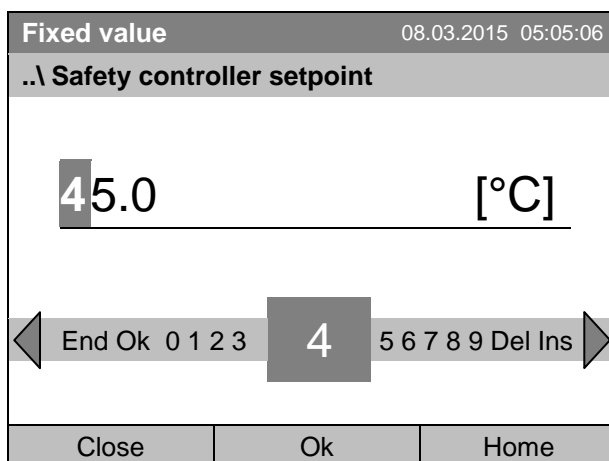 Fixed value 08.03.2015 05:05:06
..\ Safety controller setpoint
45.0 [°C]
End Ok 0 1 2 3 4 5 6 7 8 9 Del Ins
Close Ok Home